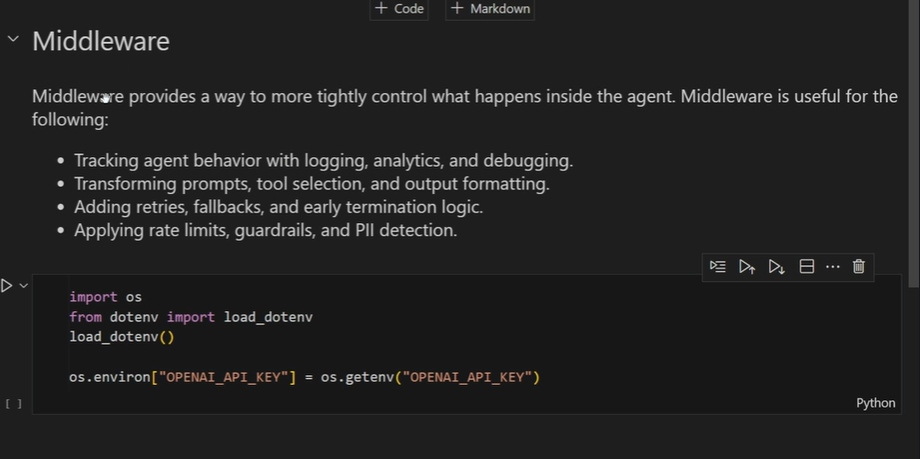 + Code + Markdown
Middleware
Middleware provides a way to more tightly control what happens inside the agent. Middleware is useful for the
following:
• Tracking agent behavior with logging, analytics, and debugging.
• Transforming prompts, tool selection, and output formatting.
• Adding retries, fallbacks, and early termination logic.
• Applying rate limits, guardrails, and PII detection.
import os
from dotenv import load_dotenv
load_dotenv()
os.environ["OPENAI_API_KEY"] = os.getenv("OPENAI_API_KEY")
[ ] Python